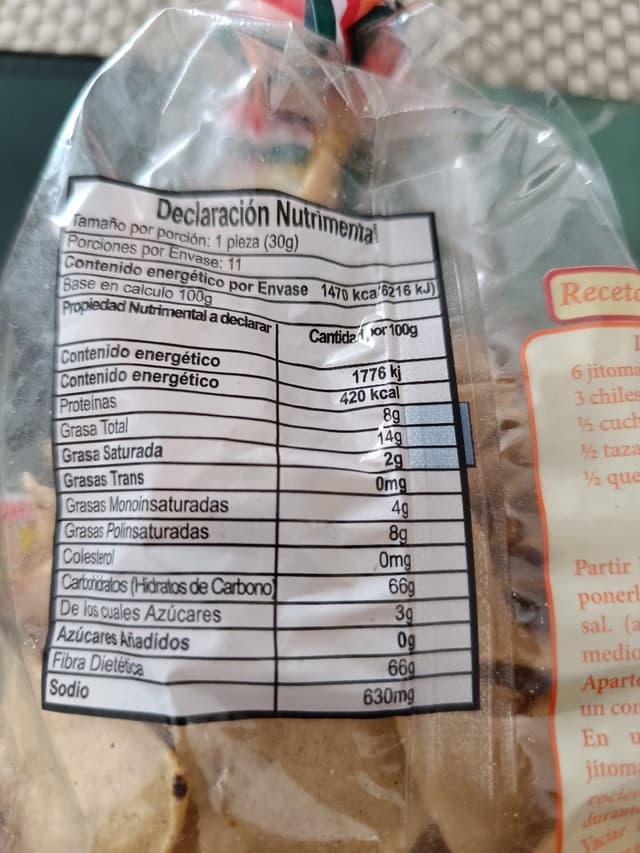 Declaración Nutrimental
Tamaño por porción: 1 pieza (30g)
Porciones por Envase: 11
Contenido energético por Envase 1470 kcal 6216 kJ)
Base en calculo 100g
Propiedad Nutrimental a declarar Cantidad por 100g
Contenido energético 1776 kj
Contenido energético 420 kcal
Proteínas 8g
Grasa Total 14g
Grasa Saturada 2g
Grasas Trans 0mg
Grasas Monoinsaturadas 4g
Grasas Polinsaturadas 8g
Colesterol 0mg
Carbohidratos (Hidratos de Carbono) 66g
De los cuales Azúcares 3g
Azúcares Añadidos 0g
Fibra Dietética 66g
Sodio 630mg
Receta
6 jitoma
3 chiles
½ cuch
½ taza
½ que
Partir
ponerl
sal. (a
medio
Aparte
un con
En u
jitom
cocier
durant
Vaciar